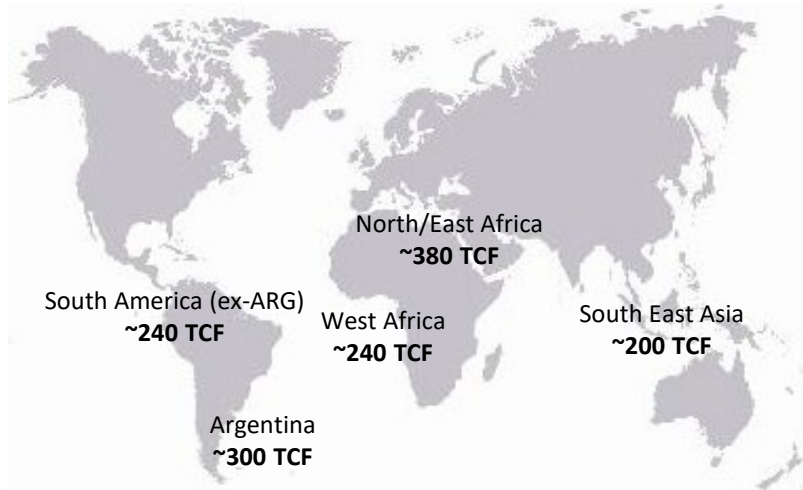 North/East Africa
~380 TCF
South America (ex-ARG)
~240 TCF
West Africa
~240 TCF
South East Asia
~200 TCF
Argentina
~300 TCF